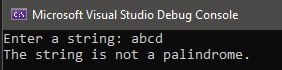 Microsoft Visual Studio Debug Console
Enter a string: abcd
The string is not a palindrome.